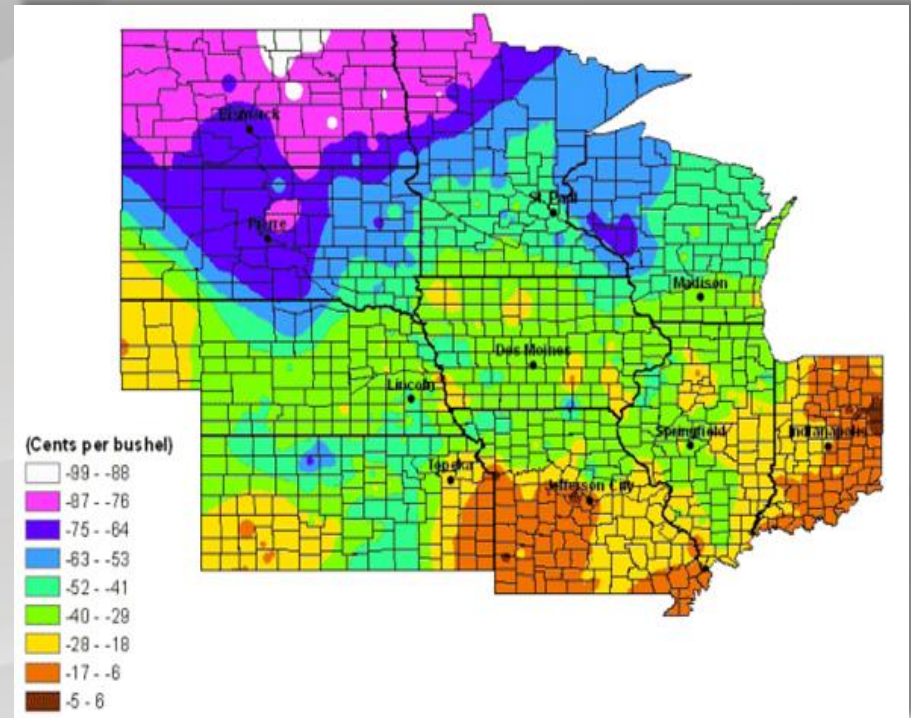 Bismarck
St. Paul
Pierre
Madison
Des Moines
Lincoln
Springfield
Indianapolis
Topeka
Jefferson City
(Cents per bushel)
-99 - -88
-87 - -76
-75 - -64
-63 - -53
-52 - -41
-40 - -29
-28 - -18
-17 - -6
-5 - 6